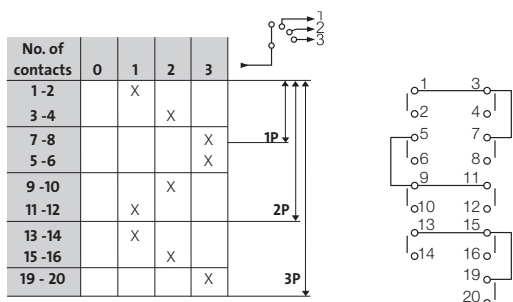 1
2
3
No. of contacts 0 1 2 3
1 -2 X
3 -4 X
7 -8 X
5 -6 X
9 -10 X
11 -12 X
13 -14 X
15 -16 X
19 - 20 X
1P
2P
3P
1 3
2 4
5 7
6 8
9 11
10 12
13 15
14 16
19
20